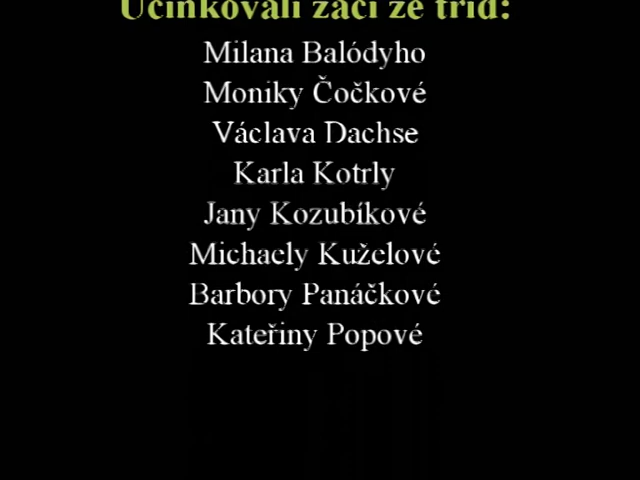 Účinkovali žáci ze tříd:
Milana Balódyho
Moniky Čočkové
Václava Dachse
Karla Kotrly
Jany Kozubíkové
Michaely Kuželové
Barbory Panáčkové
Kateřiny Popové